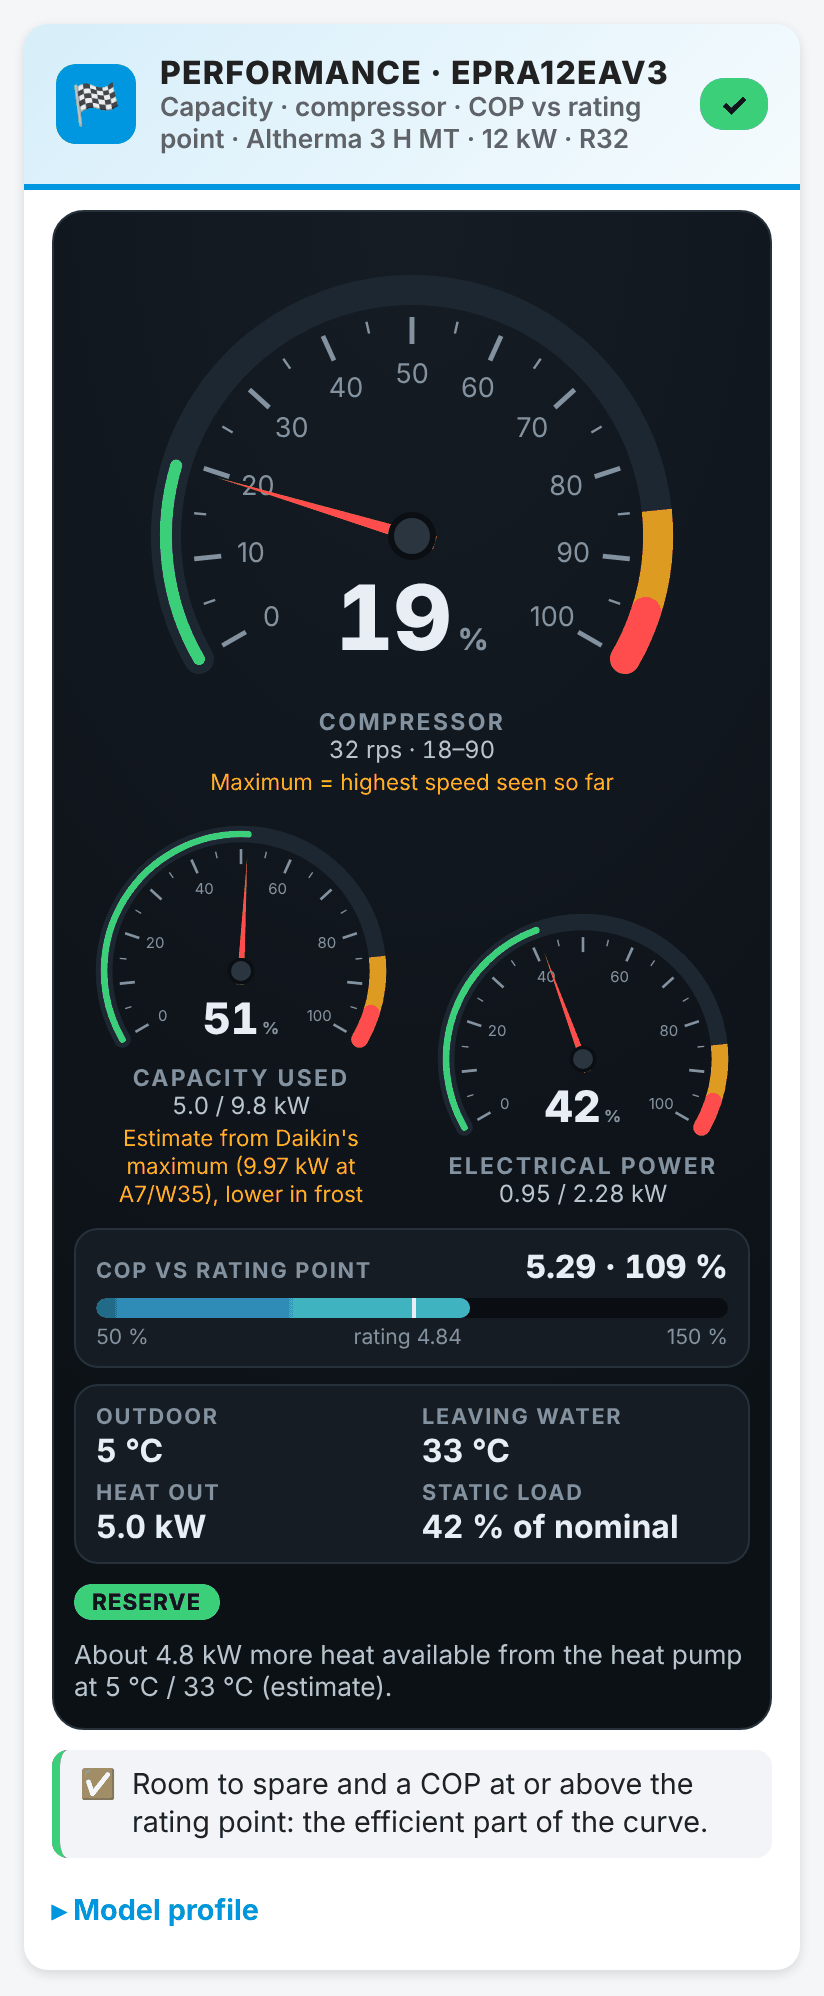 PERFORMANCE · EPRA12EAV3
Capacity · compressor · COP vs rating
point · Altherma 3 H MT · 12 kW · R32
0
10
20
30
40
50
60
70
80
90
100
19 %
COMPRESSOR
32 rps · 18–90
Maximum = highest speed seen so far
0
20
40
60
80
100
51 %
CAPACITY USED
5.0 / 9.8 kW
Estimate from Daikin's
maximum (9.97 kW at
A7/W35), lower in frost
0
20
40
60
80
100
42 %
ELECTRICAL POWER
0.95 / 2.28 kW
COP VS RATING POINT
5.29 · 109 %
50 %
rating 4.84
150 %
OUTDOOR
5 °C
LEAVING WATER
33 °C
HEAT OUT
5.0 kW
STATIC LOAD
42 % of nominal
RESERVE
About 4.8 kW more heat available from the heat pump
at 5 °C / 33 °C (estimate).
Room to spare and a COP at or above the
rating point: the efficient part of the curve.
▸ Model profile